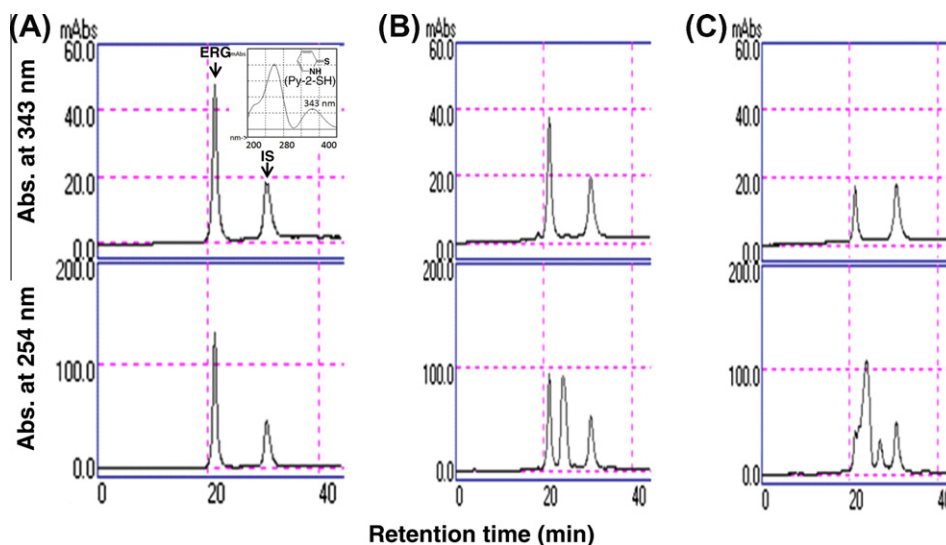 (A)
mAbs
60.0
40.0
20.0
0.0
ERG
IS
mAbs
S
NH
(Py-2-SH)
343 nm
nm->
200 280 400
Abs. at 343 nm
200.0
100.0
0.0
0 20 40
Abs. at 254 nm
(B)
mAbs
60.0
40.0
20.0
0.0
200.0
100.0
0.0
0 20 40
(C)
mAbs
60.0
40.0
20.0
0.0
200.0
100.0
0.0
0 20 40
Retention time (min)